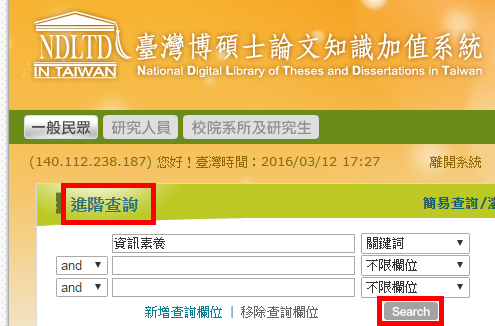 NDLTD
IN TAIWAN
臺灣博碩士論文知識加值系統
National Digital Library of Theses and Dissertations in Taiwan
一般民眾 研究人員 校院系所及研究生
(140.112.238.187) 您好！臺灣時間：2016/03/12 17:27 離開系統
進階查詢 簡易查詢/
資訊素養 關鍵詞
and 不限欄位
and 不限欄位
新增查詢欄位 | 移除查詢欄位 Search